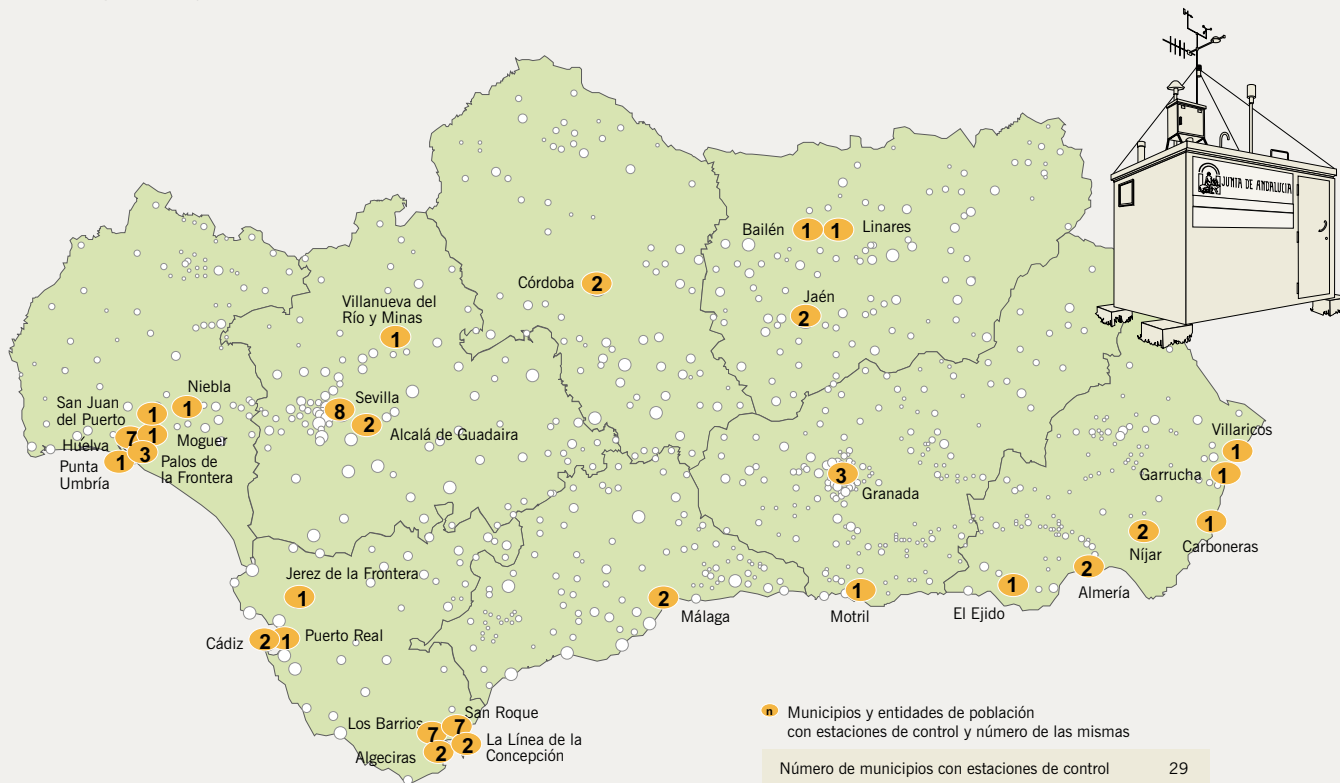 JUNTA DE ANDALUCIA
Bailén
1
1
Linares
Córdoba
2
Jaén
2
Villanueva del
Río y Minas
1
Niebla
1
San Juan
del Puerto
1
Sevilla
8
2
Alcalá de Guadaira
Huelva
7
1
Moguer
Punta
Umbría
1
3
Palos de
la Frontera
Villaricos
1
Garrucha
1
3
Granada
1
Carboneras
2
Níjar
2
Almería
Jerez de la Frontera
1
2
Málaga
1
Motril
1
El Ejido
Cádiz
2
1
Puerto Real
Los Barrios
7
7
San Roque
Algeciras
2
2
La Línea de la
Concepción
n Municipios y entidades de población
con estaciones de control y número de las mismas
Número de municipios con estaciones de control 29